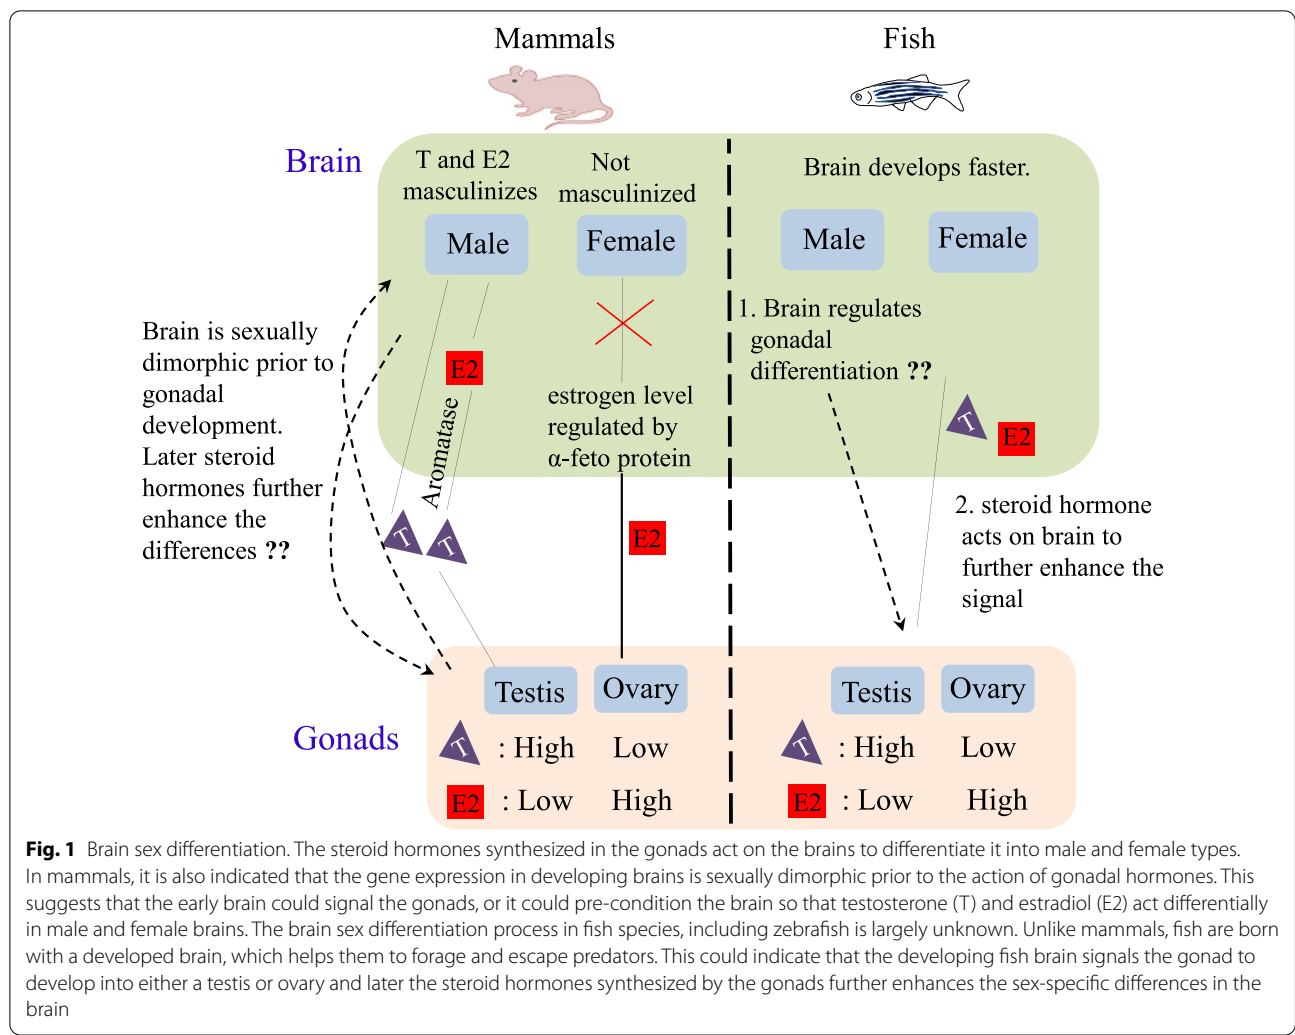 Mammals
Fish
Brain
T and E2
masculinizes
Not
masculinized
Brain develops faster.
Male
Female
Male
Female
Brain is sexually
dimorphic prior to
gonadal
development.
Later steroid
hormones further
enhance the
differences ??
E2
Aromatase
T
T
estrogen level
regulated by
α-feto protein
E2
1. Brain regulates
gonadal
differentiation ??
T
E2
2. steroid hormone
acts on brain to
further enhance the
signal
Gonads
Testis
Ovary
T : High Low
E2 : Low High
Testis
Ovary
T : High Low
E2 : Low High
Fig. 1 Brain sex differentiation. The steroid hormones synthesized in the gonads act on the brains to differentiate it into male and female types.
In mammals, it is also indicated that the gene expression in developing brains is sexually dimorphic prior to the action of gonadal hormones. This
suggests that the early brain could signal the gonads, or it could pre-condition the brain so that testosterone (T) and estradiol (E2) act differentially
in male and female brains. The brain sex differentiation process in fish species, including zebrafish is largely unknown. Unlike mammals, fish are born
with a developed brain, which helps them to forage and escape predators. This could indicate that the developing fish brain signals the gonad to
develop into either a testis or ovary and later the steroid hormones synthesized by the gonads further enhances the sex-specific differences in the
brain